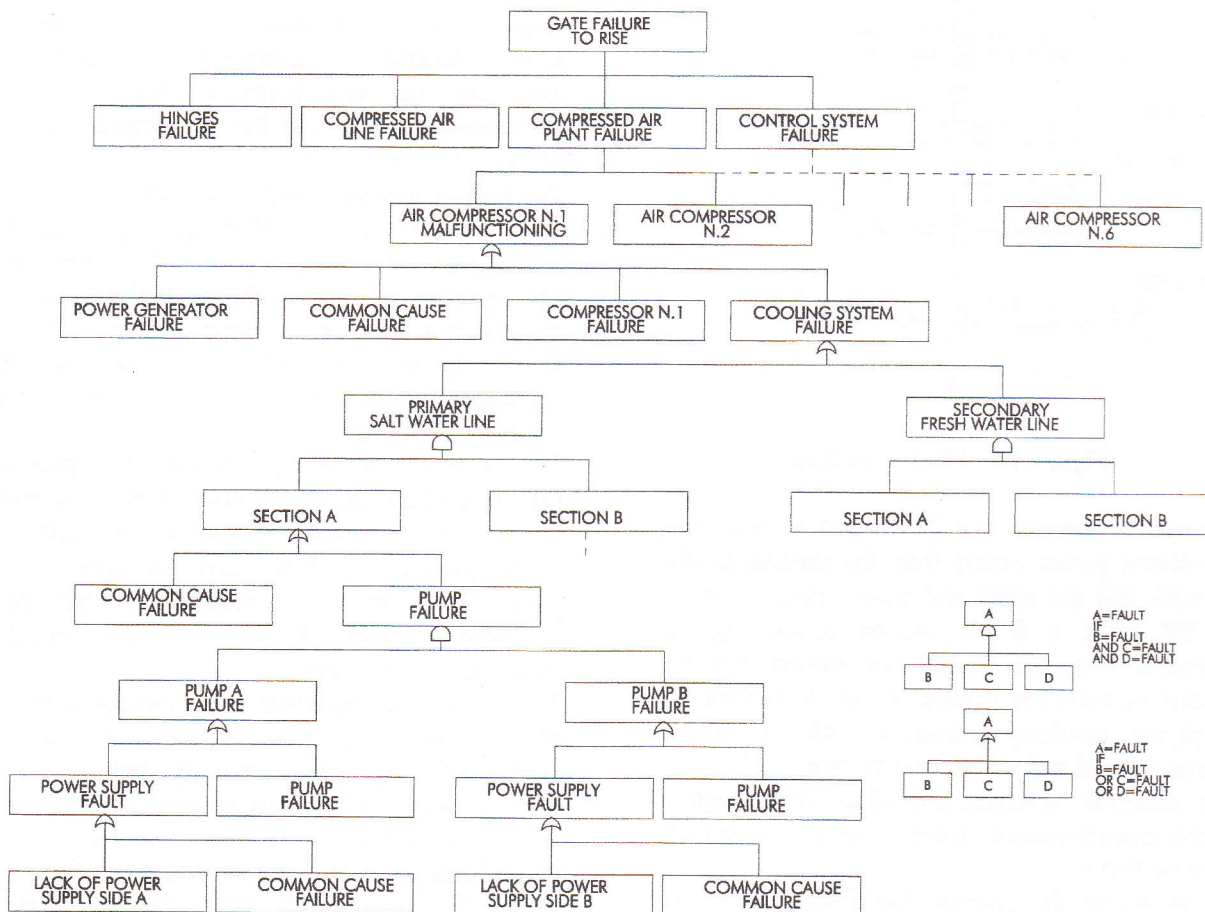 GATE FAILURE
TO RISE
HINGES
FAILURE
COMPRESSED AIR
LINE FAILURE
COMPRESSED AIR
PLANT FAILURE
CONTROL SYSTEM
FAILURE
AIR COMPRESSOR N.1
MALFUNCTIONING
AIR COMPRESSOR
N.2
AIR COMPRESSOR
N.6
POWER GENERATOR
FAILURE
COMMON CAUSE
FAILURE
COMPRESSOR N.1
FAILURE
COOLING SYSTEM
FAILURE
PRIMARY
SALT WATER LINE
SECONDARY
FRESH WATER LINE
SECTION A
SECTION B
SECTION A
SECTION B
COMMON CAUSE
FAILURE
PUMP
FAILURE
PUMP A
FAILURE
PUMP B
FAILURE
POWER SUPPLY
FAULT
PUMP
FAILURE
POWER SUPPLY
FAULT
PUMP
FAILURE
LACK OF POWER
SUPPLY SIDE A
COMMON CAUSE
FAILURE
LACK OF POWER
SUPPLY SIDE B
COMMON CAUSE
FAILURE
A
B
C
D
A=FAULT
IF
B=FAULT
AND C=FAULT
AND D=FAULT
A
B
C
D
A=FAULT
IF
B=FAULT
OR C=FAULT
OR D=FAULT